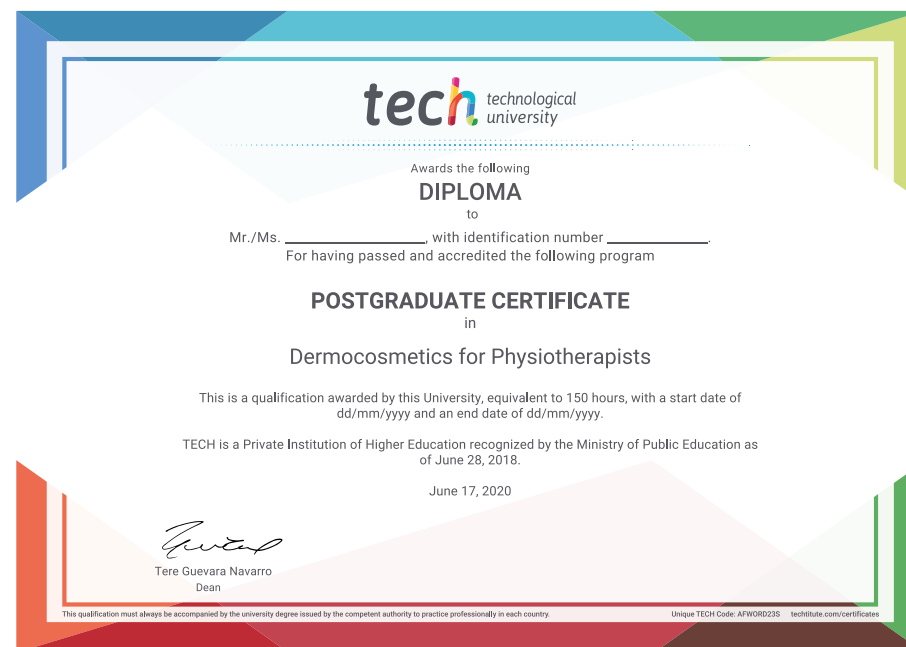 tech technological
university
Awards the following
DIPLOMA
to
Mr./Ms. ____________________, with identification number ______________.
For having passed and accredited the following program
POSTGRADUATE CERTIFICATE
in
Dermocosmetics for Physiotherapists
This is a qualification awarded by this University, equivalent to 150 hours, with a start date of
dd/mm/yyyy and an end date of dd/mm/yyyy.
TECH is a Private Institution of Higher Education recognized by the Ministry of Public Education as
of June 28, 2018.
June 17, 2020
Tere Guevara Navarro
Dean
This qualification must always be accompanied by the university degree issued by the competent authority to practice professionally in each country. Unique TECH Code: AFWORD23S techtitute.com/certificates